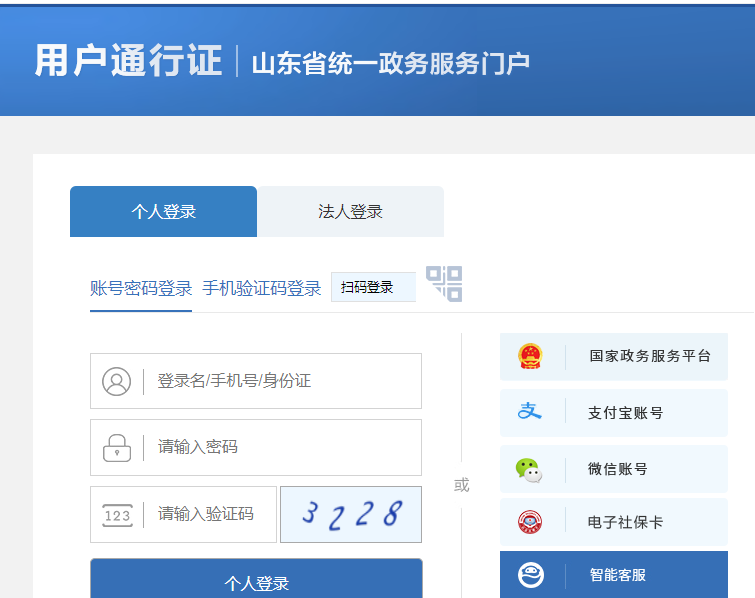 用户通行证 山东省统一政务服务门户
个人登录 法人登录
账号密码登录 手机验证码登录 扫码登录
登录名/手机号/身份证
请输入密码
123 请输入验证码 3228
个人登录
或
国家政务服务平台
支付宝账号
微信账号
电子社保卡
智能客服